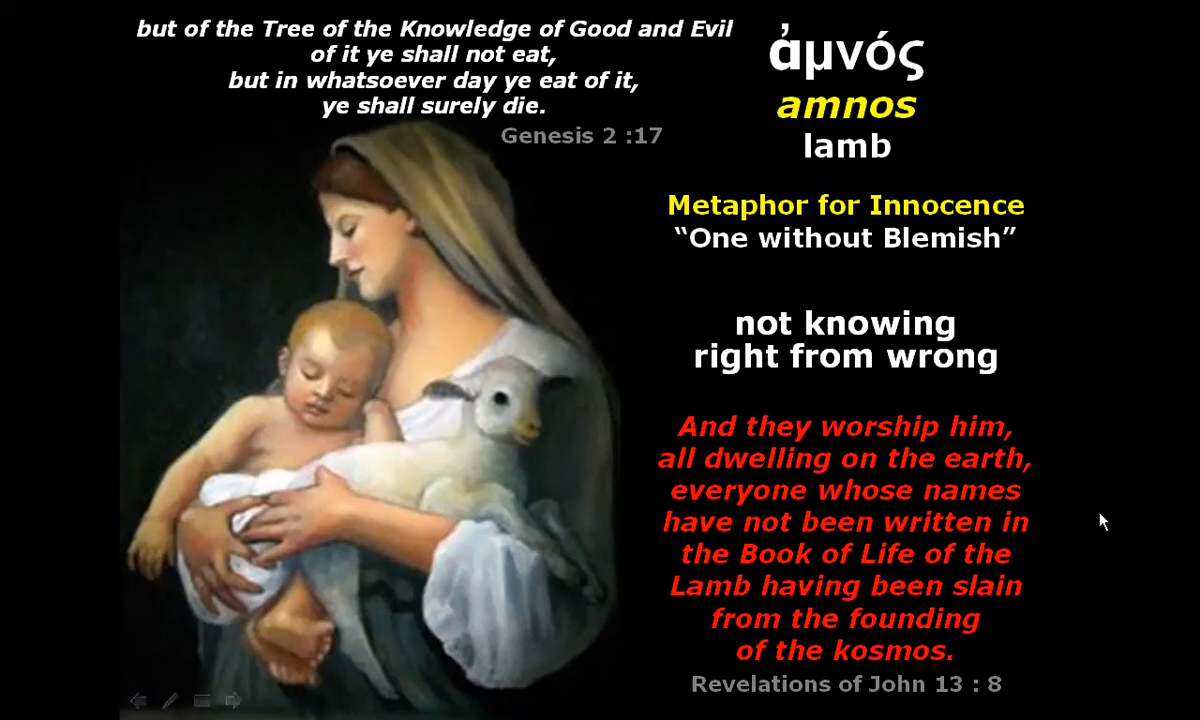 but of the Tree of the Knowledge of Good and Evil
of it ye shall not eat,
but in whatsoever day ye eat of it,
ye shall surely die.
Genesis 2 :17
ἀμνός
amnos
lamb
Metaphor for Innocence
“One without Blemish”
not knowing
right from wrong
And they worship him,
all dwelling on the earth,
everyone whose names
have not been written in
the Book of Life of the
Lamb having been slain
from the founding
of the kosmos.
Revelations of John 13 : 8